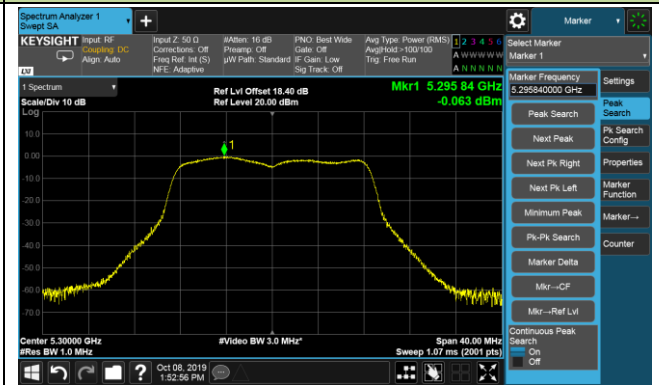 Spectrum Analyzer 1
Swept SA
Marker
KEYSIGHT
Input: RF
Coupling: DC
Align: Auto
Input Z: 50 Ω
Corrections: Off
Freq Ref: Int (S)
NFE: Adaptive
#Atten: 16 dB
Preamp: Off
µW Path: Standard
PNO: Best Wide
Gate: Off
IF Gain: Low
Sig Track: Off
Avg Type: Power (RMS)
Avg|Hold:>100/100
Trig: Free Run
1 2 3 4 5 6
A W W W W W
A N N N N N
LXI
Select Marker
Marker 1
1 Spectrum
Scale/Div 10 dB
Log
Ref Lvl Offset 18.40 dB
Ref Level 20.00 dBm
Mkr1 5.295 84 GHz
-0.063 dBm
10.0
0.00
-10.0
-20.0
-30.0
-40.0
-50.0
-60.0
-70.0
1
Center 5.30000 GHz
#Res BW 1.0 MHz
#Video BW 3.0 MHz*
Span 40.00 MHz
Sweep 1.07 ms (2001 pts)
Marker Frequency
5.295840000 GHz
Peak Search
Next Peak
Next Pk Right
Next Pk Left
Minimum Peak
Pk-Pk Search
Marker Delta
Mkr→CF
Mkr→Ref Lvl
Continuous Peak
Search
On
Off
Settings
Peak
Search
Pk Search
Config
Properties
Marker
Function
Marker→
Counter
Oct 08, 2019
1:52:56 PM